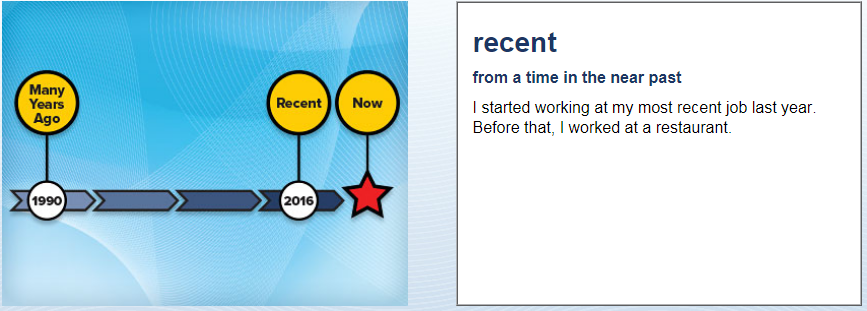 Many
Years
Ago
Recent
Now
1990
2016
recent
from a time in the near past
I started working at my most recent job last year.
Before that, I worked at a restaurant.